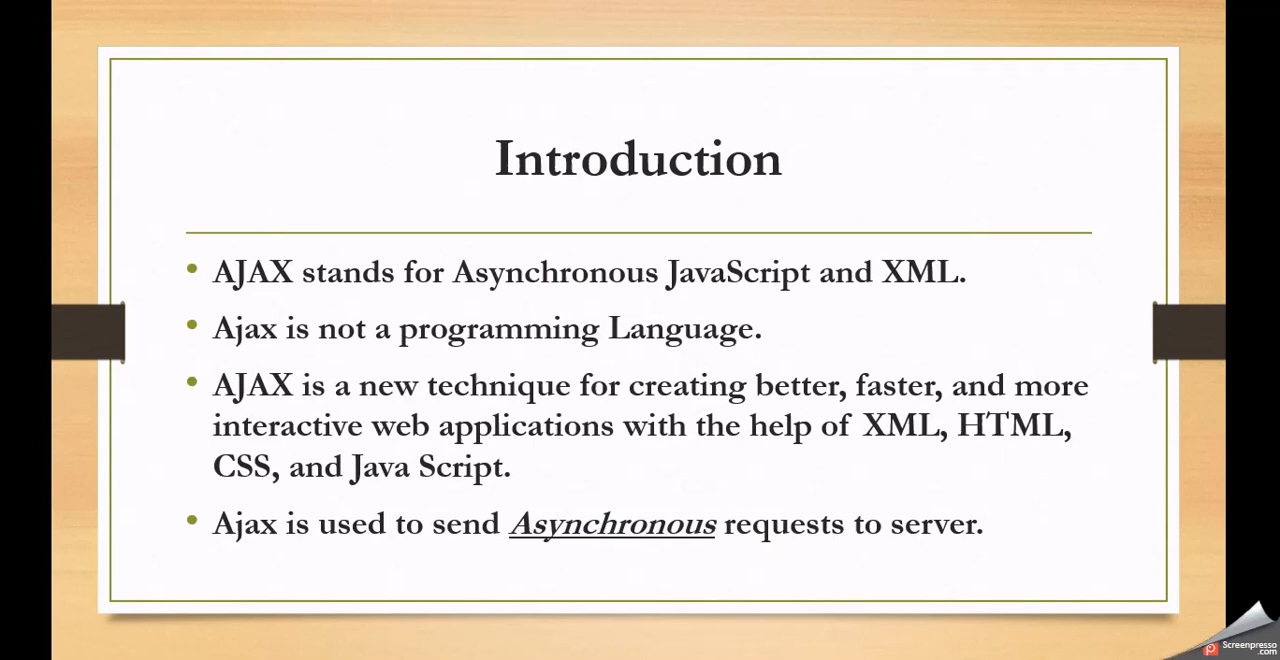 Introduction
• AJAX stands for Asynchronous JavaScript and XML.
• Ajax is not a programming Language.
• AJAX is a new technique for creating better, faster, and more
interactive web applications with the help of XML, HTML,
CSS, and Java Script.
• Ajax is used to send Asynchronous requests to server.
Screenpresso
.com